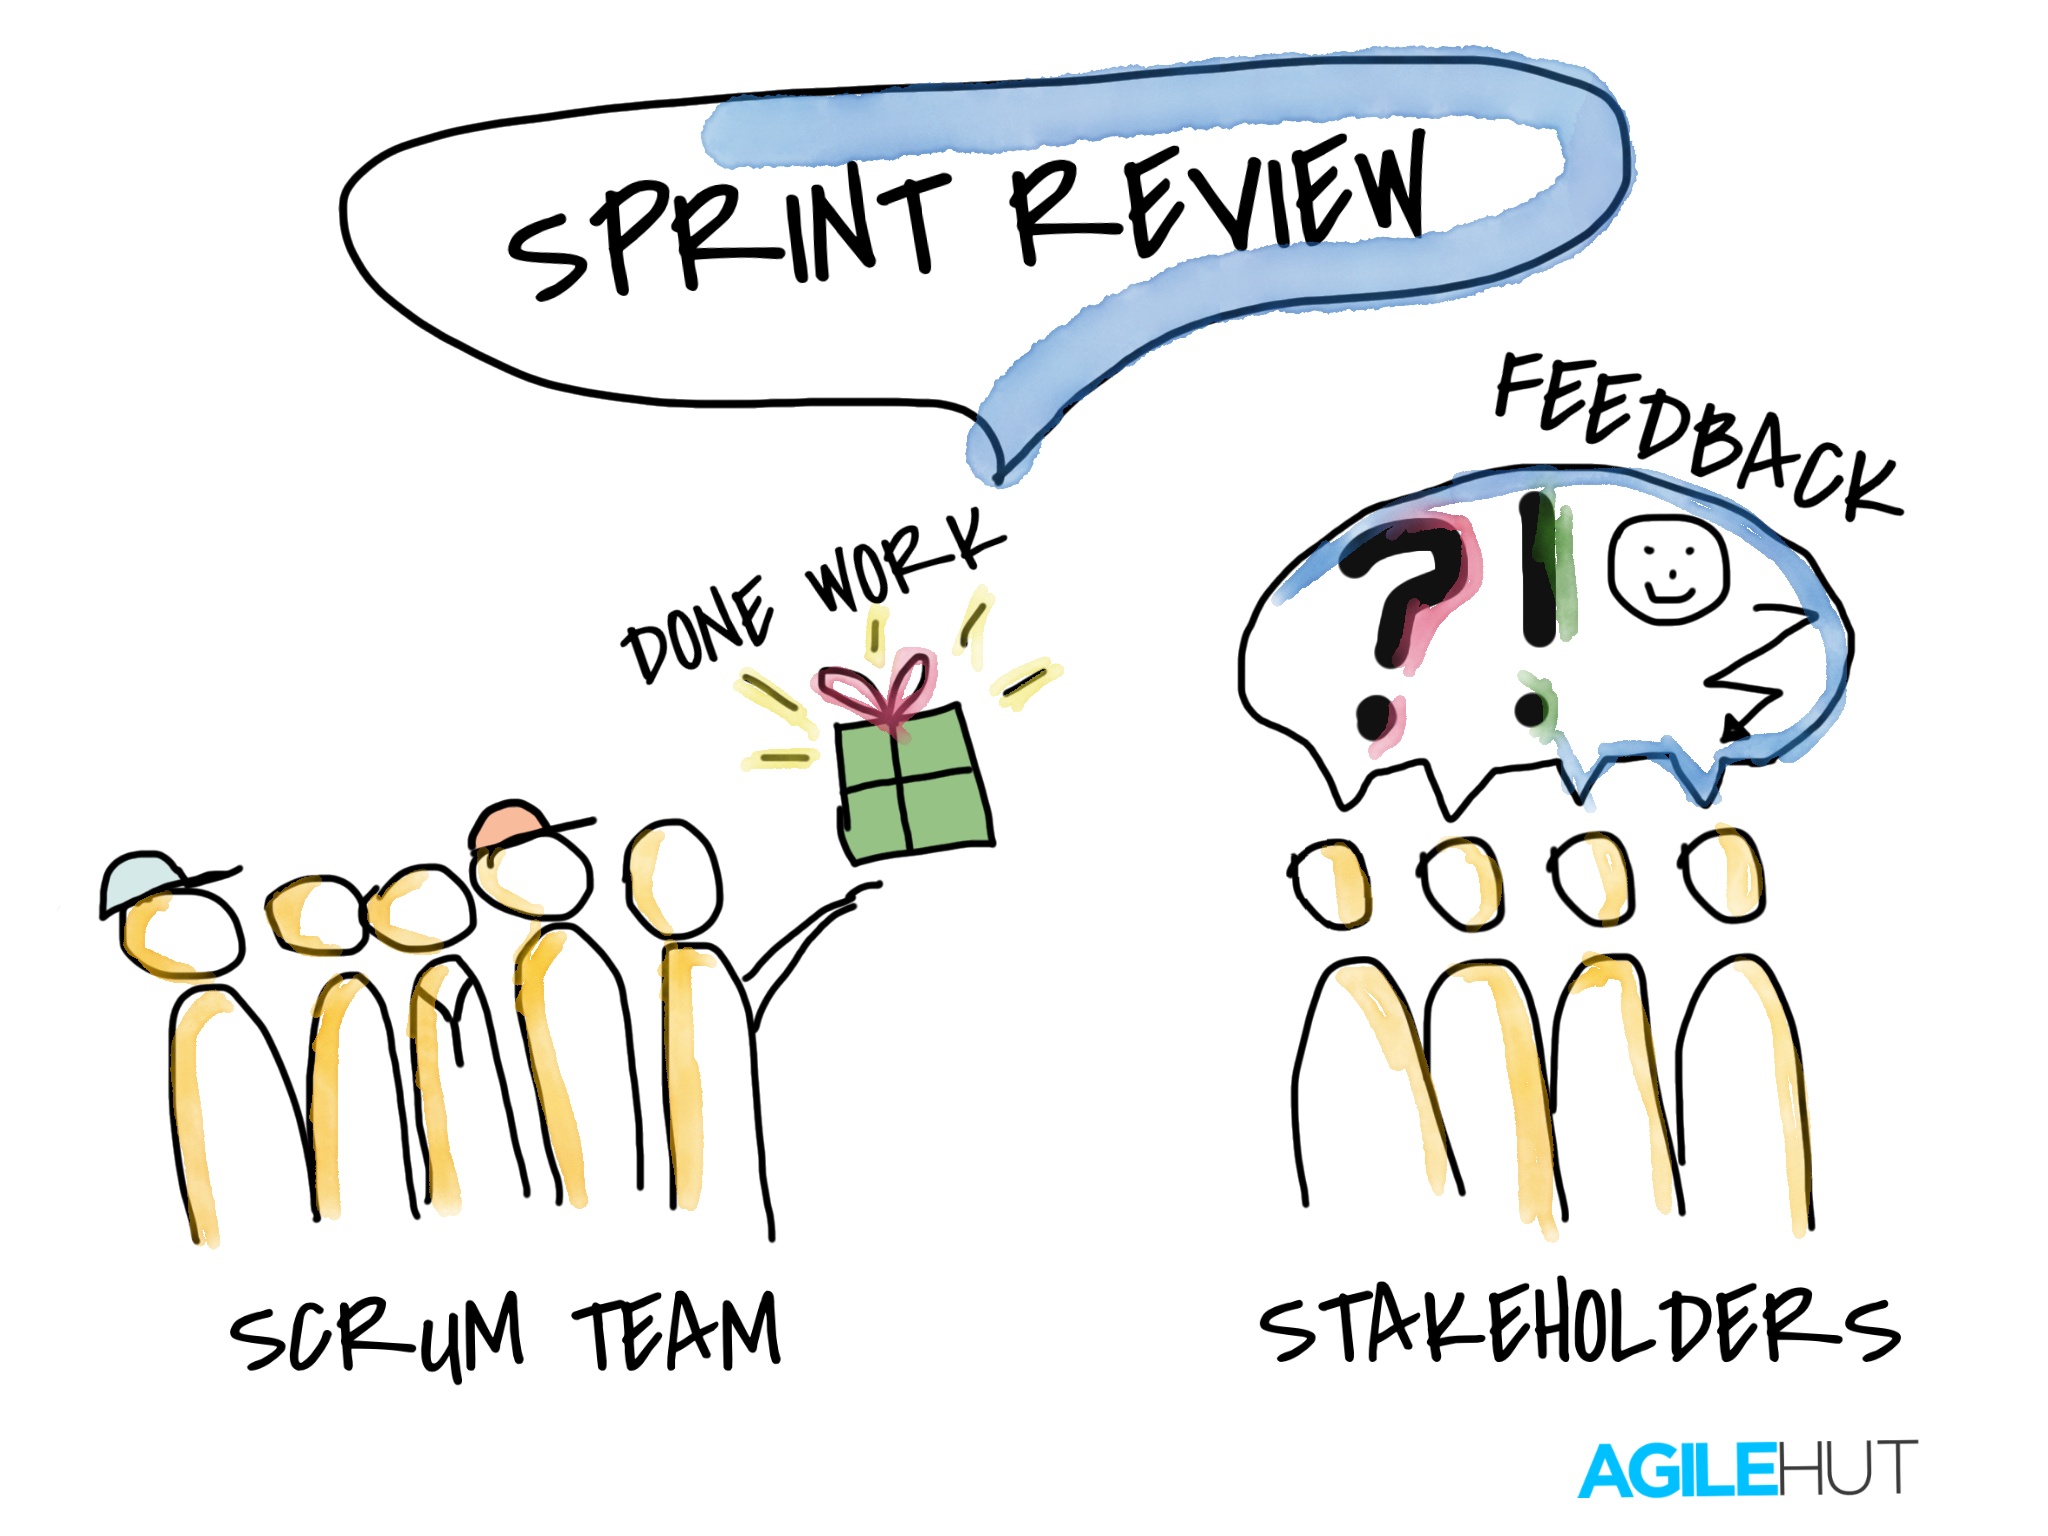 SPRINT REVIEW
FEEDBACK
? !
DONE WORK
SCRUM TEAM
STAKEHOLDERS
AGILEHUT